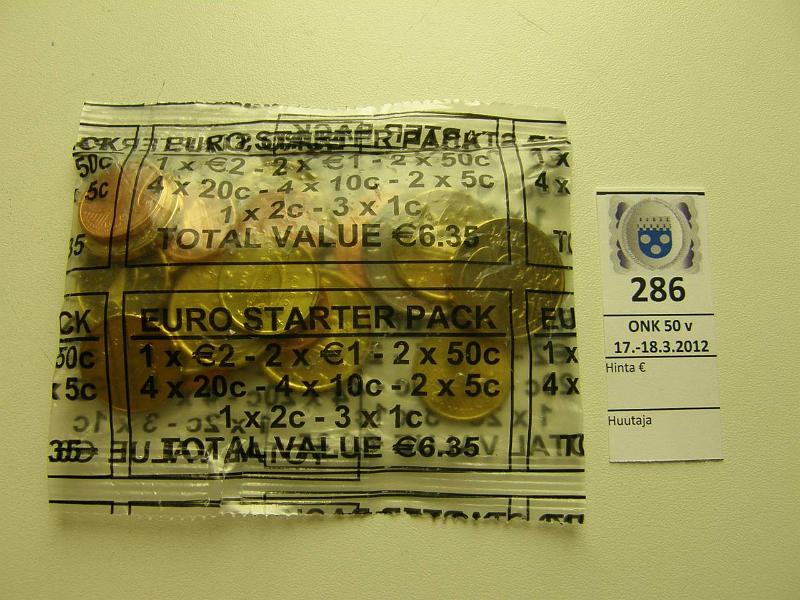 EURO STARTER PACK
1 x €2 - 2 x €1 - 2 x 50c
4 x 20c - 4 x 10c - 2 x 5c
1 x 2c - 3 x 1c
TOTAL VALUE €6.35
EURO STARTER PACK
1 x €2 - 2 x €1 - 2 x 50c
4 x 20c - 4 x 10c - 2 x 5c
1 x 2c - 3 x 1c
TOTAL VALUE €6.35
286
ONK 50 v
17.-18.3.2012
Hinta €
Huutaja